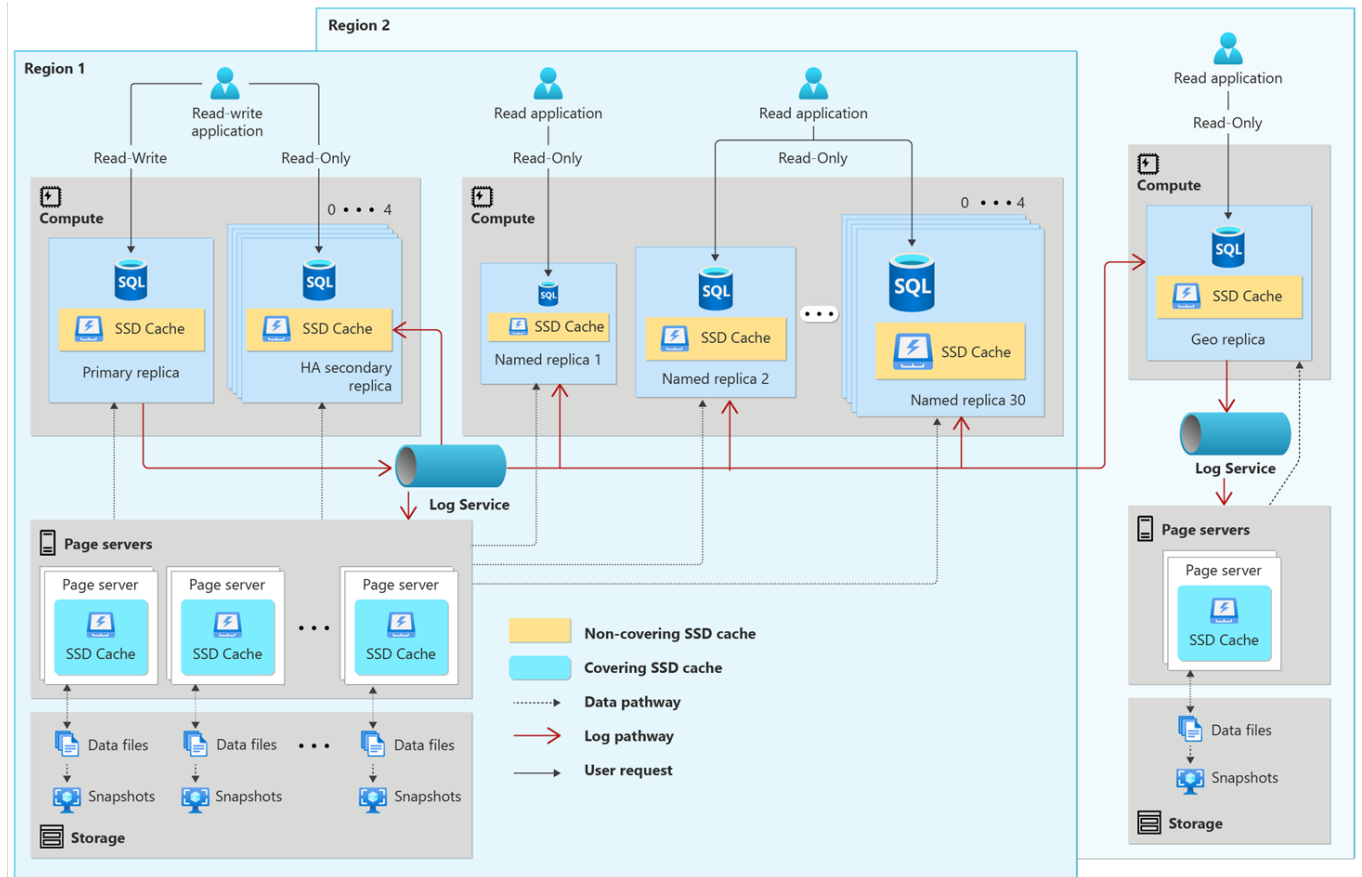 Region 2
Region 1
Read-write
application
Read application
Read application
Read application
Read-Write
Read-Only
Read-Only
Read-Only
Read-Only
Compute
0 • • • 4
SQL
SSD Cache
Primary replica
SQL
SSD Cache
HA secondary
replica
Compute
0 • • • 4
SQL
SSD Cache
Named replica 1
SQL
SSD Cache
Named replica 2
• • •
SQL
SSD Cache
Named replica 30
Compute
SQL
SSD Cache
Geo replica
Log Service
Log Service
Page servers
Page server
SSD Cache
Page server
SSD Cache
• • •
Page server
SSD Cache
Data files
Data files
• • •
Data files
Snapshots
Snapshots
Snapshots
Storage
Non-covering SSD cache
Covering SSD cache
Data pathway
Log pathway
User request
Page servers
Page server
SSD Cache
Data files
Snapshots
Storage